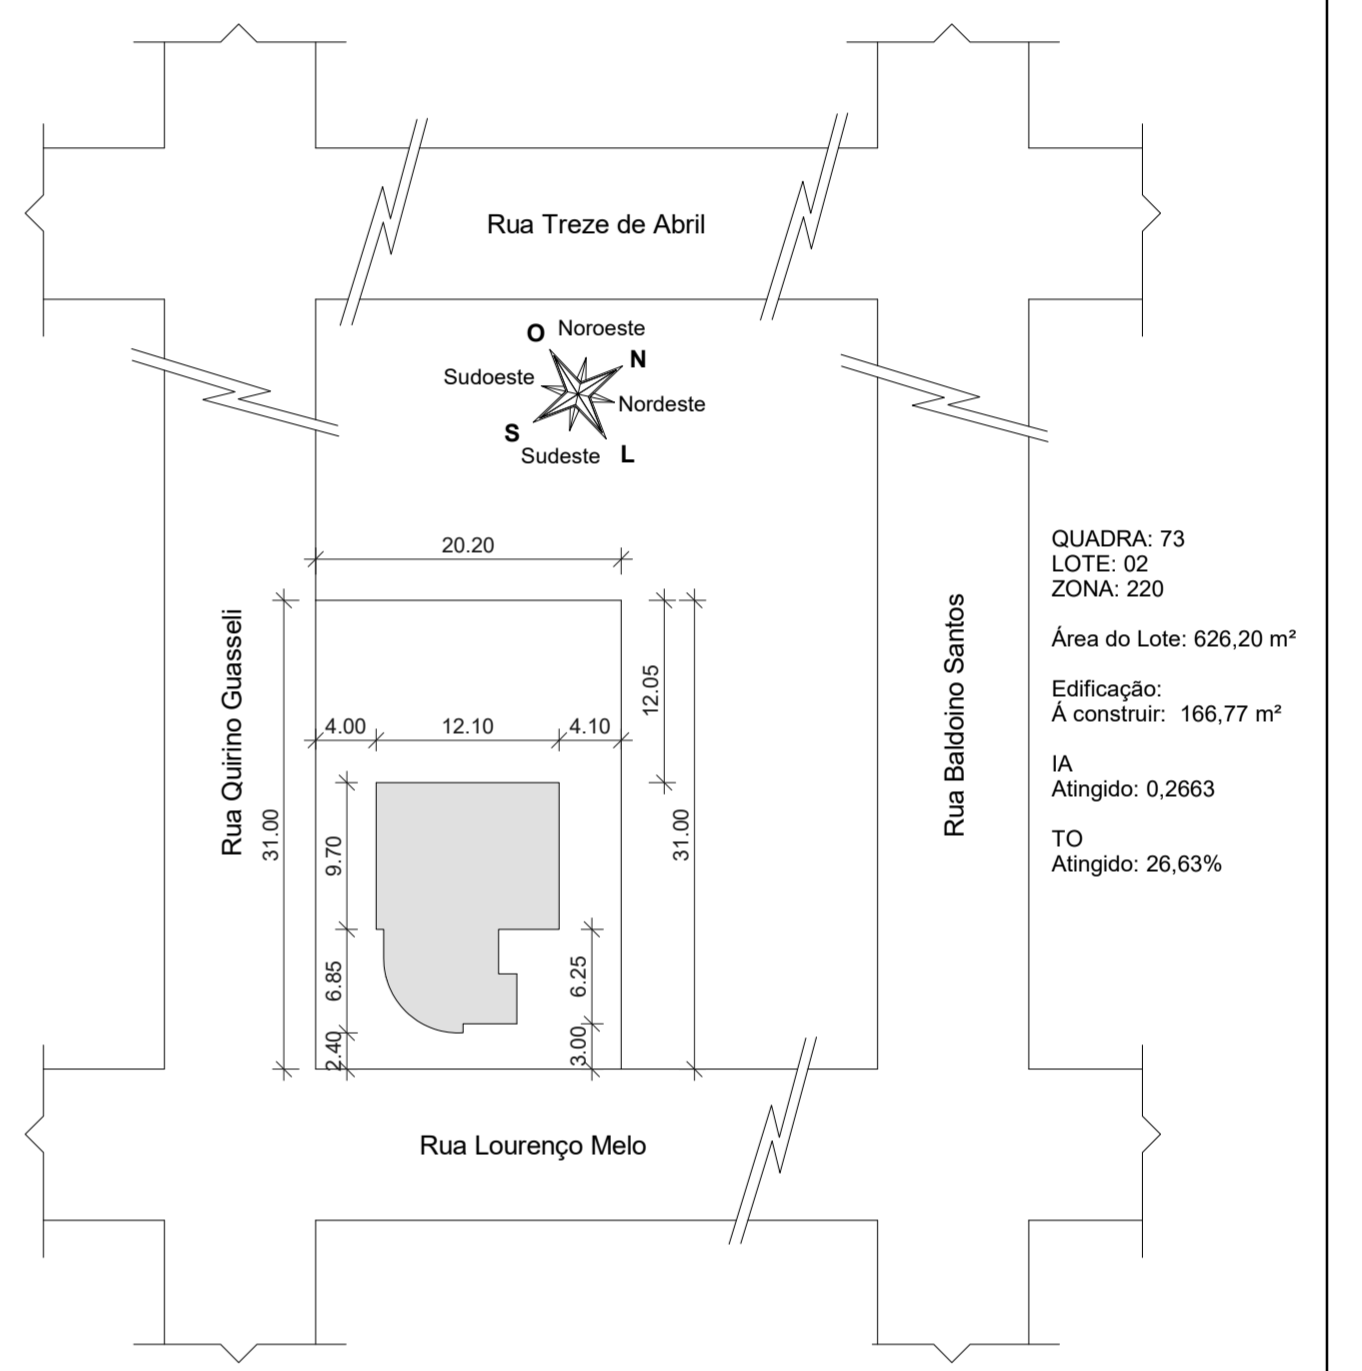 Rua Treze de Abril
O Noroeste
N
Sudoeste
Nordeste
S
Sudeste L
20.20
Rua Quirino Guasseli
31.00
4.00 12.10 4.10
12.05
31.00
9.70
6.85
2.40
6.25
3.00
Rua Baldoino Santos
Rua Lourenço Melo
QUADRA: 73
LOTE: 02
ZONA: 220
Área do Lote: 626,20 m²
Edificação:
Á construir: 166,77 m²
IA
Atingido: 0,2663
TO
Atingido: 26,63%